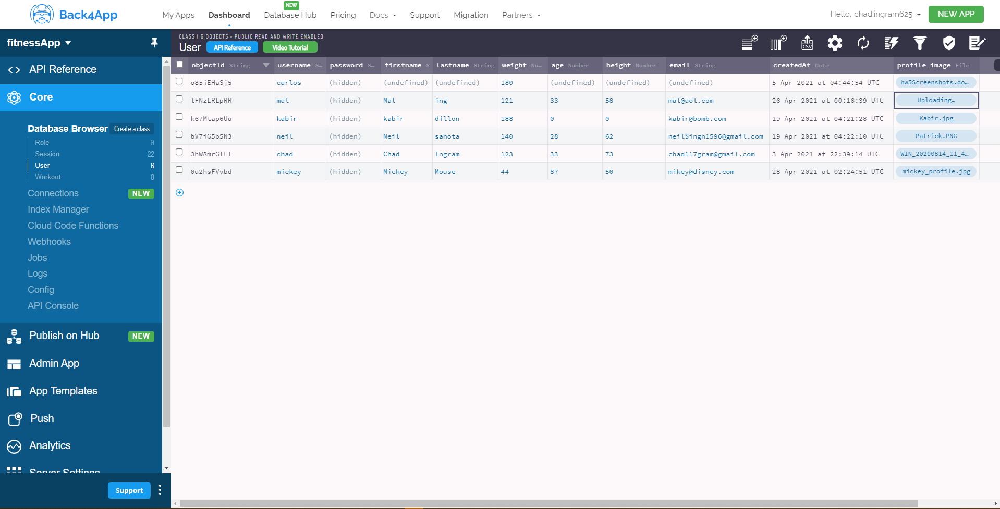 Back4App
My Apps
Dashboard
NEW
Database Hub
Pricing
Docs
Support
Migration
Partners
Hello, chad.ingram625
NEW APP
fitnessApp
API Reference
Core
Database Browser
Create a class
Role 0
Session 22
User 6
Workout 8
Connections NEW
Index Manager
Cloud Code Functions
Webhooks
Jobs
Logs
Config
API Console
Publish on Hub NEW
Admin App
App Templates
Push
Analytics
Server Settings
Support
CLASS | 6 OBJECTS • PUBLIC READ AND WRITE ENABLED
User
API Reference
Video Tutorial
CSV
objectId String username S… password S… firstname S lastname String weight Nu… age Number height Number email String createdAt Date profile_image File
o85iEHaSj5 carlos (hidden) (undefined) (undefined) 180 (undefined) (undefined) (undefined) 5 Apr 2021 at 04:44:54 UTC hw5Screenshots.do…
lFNzLRLpRR mal (hidden) Mal ing 121 33 58 mal@aol.com 26 Apr 2021 at 00:16:39 UTC Uploading…
k67Mtap6Uu kabir (hidden) kabir dillon 188 0 0 kabir@bomb.com 19 Apr 2021 at 04:21:28 UTC Kabir.jpg
bV7iG5b5N3 neil (hidden) Neil sahota 140 28 62 neilSingh1596@gmail.com 19 Apr 2021 at 04:22:10 UTC Patrick.PNG
3hW8mrGlLI chad (hidden) Chad Ingram 123 33 73 chad117gram@gmail.com 3 Apr 2021 at 22:39:14 UTC WIN_20200814_11_4…
0u2hsFVvbd mickey (hidden) Mickey Mouse 44 87 50 mikey@disney.com 28 Apr 2021 at 02:24:51 UTC mickey_profile.jpg